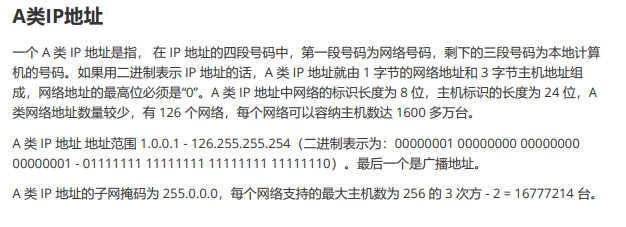 A类IP地址
一个 A 类 IP 地址是指， 在 IP 地址的四段号码中，第一段号码为网络号码，剩下的三段号码为本地计算
机的号码。如果用二进制表示 IP 地址的话，A 类 IP 地址就由 1 字节的网络地址和 3 字节主机地址组
成，网络地址的最高位必须是“0”。A 类 IP 地址中网络的标识长度为 8 位，主机标识的长度为 24 位，A
类网络地址数量较少，有 126 个网络，每个网络可以容纳主机数达 1600 多万台。
A 类 IP 地址 地址范围 1.0.0.1 - 126.255.255.254（二进制表示为：00000001 00000000 00000000
00000001 - 01111111 11111111 11111111 11111110）。最后一个是广播地址。
A 类 IP 地址的子网掩码为 255.0.0.0，每个网络支持的最大主机数为 256 的 3 次方 - 2 = 16777214 台。